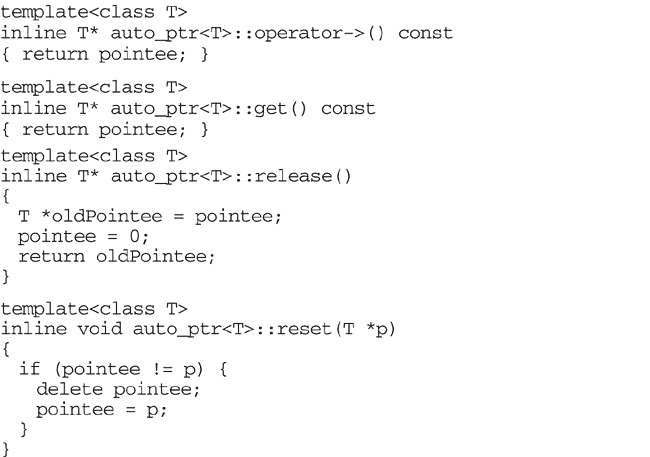 template<class T>
inline T* auto_ptr<T>::operator->() const
{ return pointee; }
template<class T>
inline T* auto_ptr<T>::get() const
{ return pointee; }
template<class T>
inline T* auto_ptr<T>::release()
{
T *oldPointee = pointee;
pointee = 0;
return oldPointee;
}
template<class T>
inline void auto_ptr<T>::reset(T *p)
{
if (pointee != p) {
delete pointee;
pointee = p;
}
}